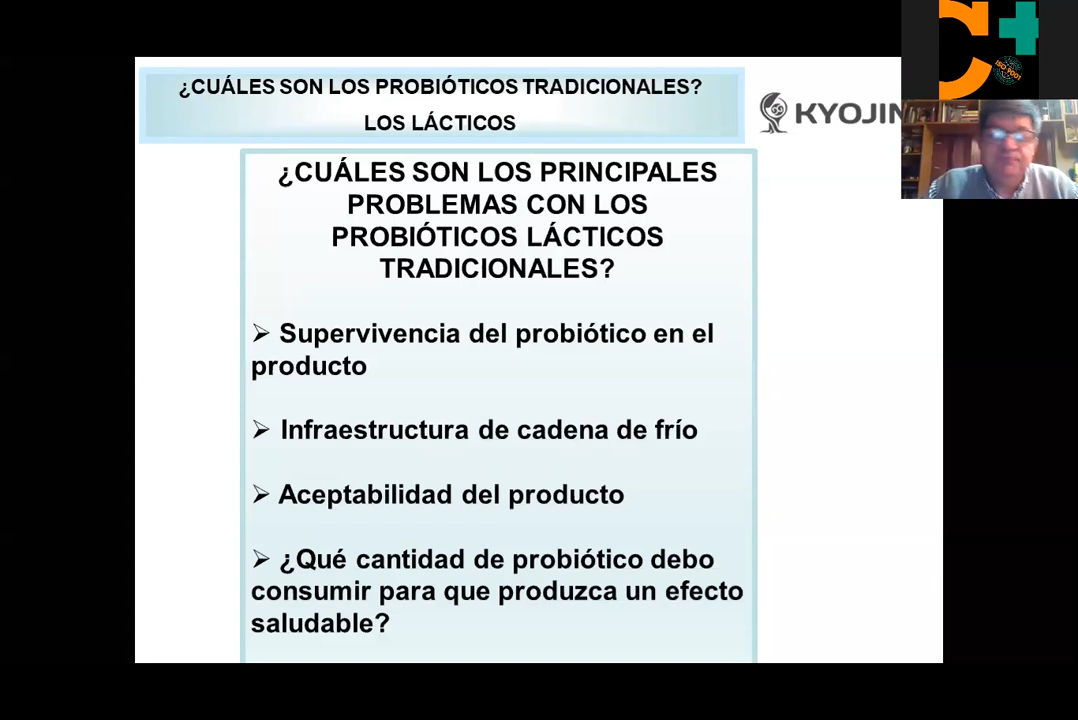 ¿CUÁLES SON LOS PROBIÓTICOS TRADICIONALES?
LOS LÁCTICOS
KYOJIN
ISO 9001
¿CUÁLES SON LOS PRINCIPALES
PROBLEMAS CON LOS
PROBIÓTICOS LÁCTICOS
TRADICIONALES?
➢ Supervivencia del probiótico en el
producto
➢ Infraestructura de cadena de frío
➢ Aceptabilidad del producto
➢ ¿Qué cantidad de probiótico debo
consumir para que produzca un efecto
saludable?